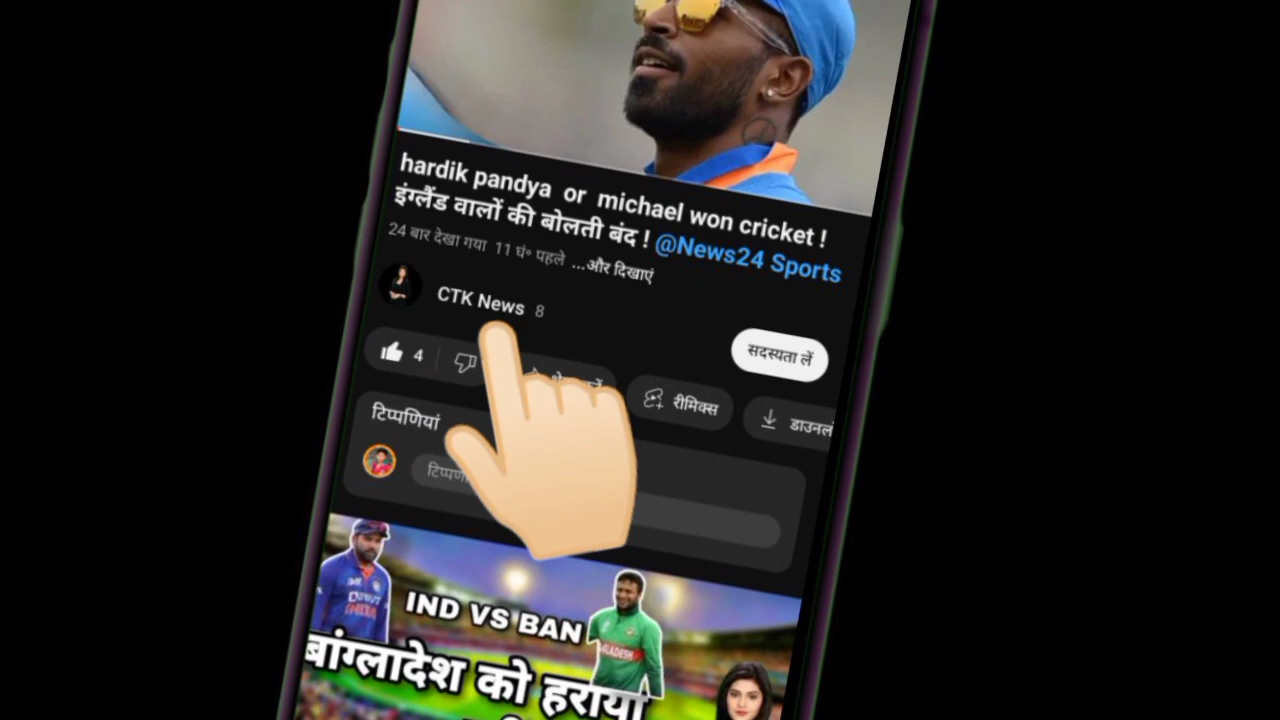 hardik pandya or michael won cricket !
इंग्लैंड वालों की बोलती बंद ! @News24 Sports
24 बार देखा गया 11 घं॰ पहले ...और दिखाएं
CTK News 8
सदस्यता लें
4
रीमिक्स
टिप्पणियां
IND VS BAN
INDIA
बांग्लादेश को हराया